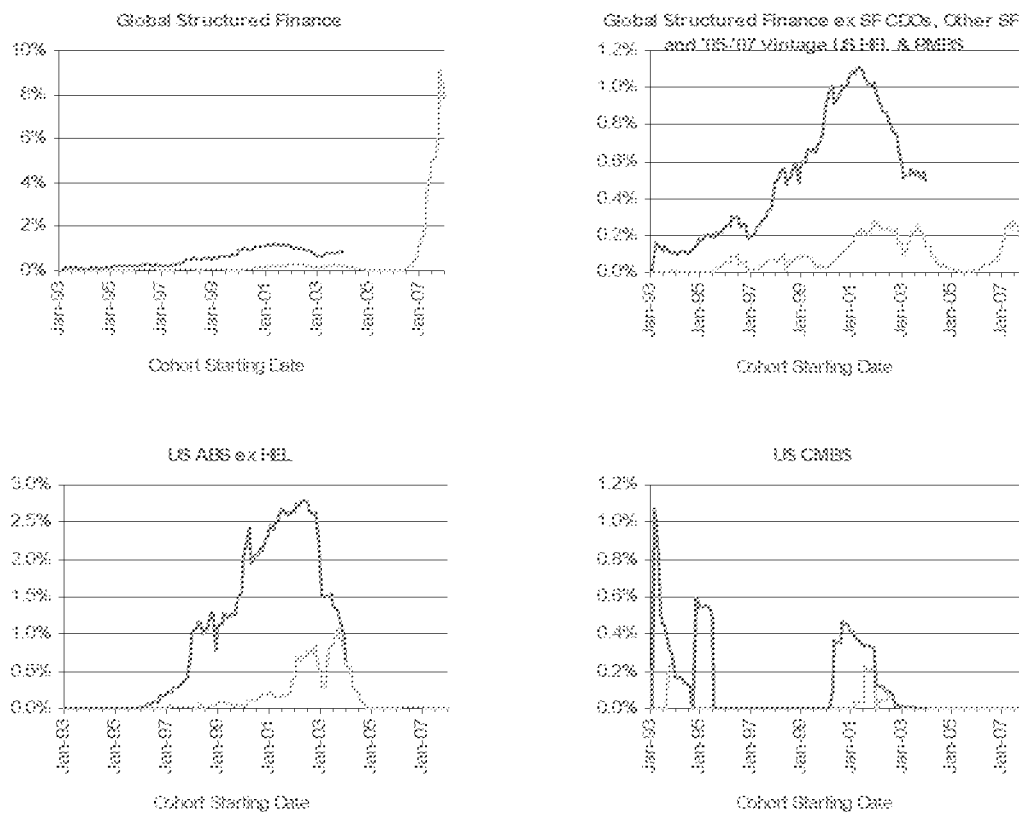 Global Structured Finance
10%
8%
6%
4%
2%
0%
Jan-93
Jan-95
Jan-97
Jan-99
Jan-01
Jan-03
Jan-05
Jan-07
Cohort Starting Date
Global Structured Finance ex SF CDOs, Other SF
and '05-'07 Vintage US HEL & RMBS
1.2%
1.0%
0.8%
0.6%
0.4%
0.2%
0.0%
Jan-93
Jan-95
Jan-97
Jan-99
Jan-01
Jan-03
Jan-05
Jan-07
Cohort Starting Date
US ABS ex HEL
3.0%
2.5%
2.0%
1.5%
1.0%
0.5%
0.0%
Jan-93
Jan-95
Jan-97
Jan-99
Jan-01
Jan-03
Jan-05
Jan-07
Cohort Starting Date
US CMBS
1.2%
1.0%
0.8%
0.6%
0.4%
0.2%
0.0%
Jan-93
Jan-95
Jan-97
Jan-99
Jan-01
Jan-03
Jan-05
Jan-07
Cohort Starting Date